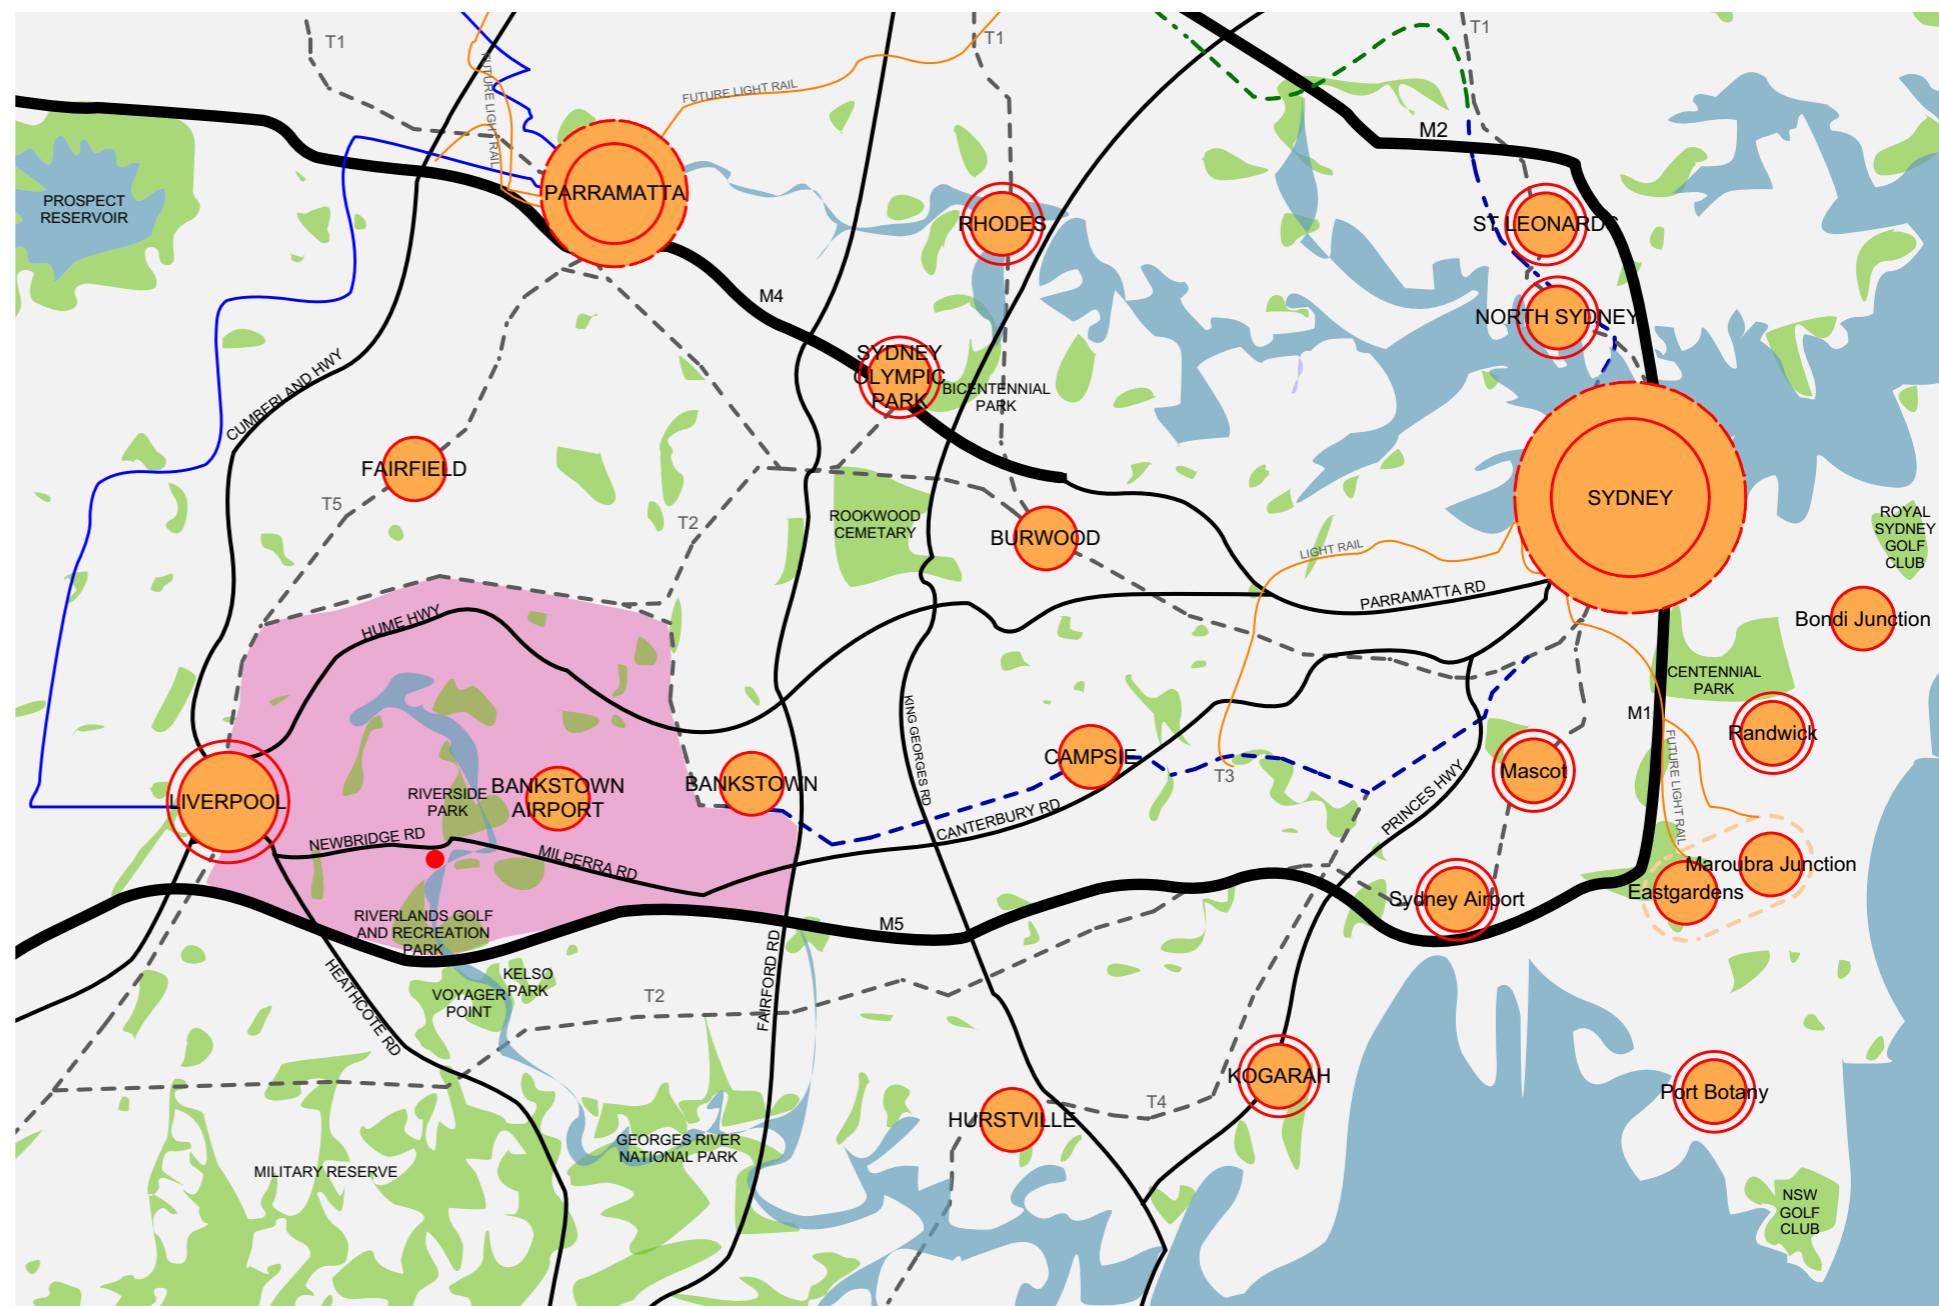 T1
T1
T1
FUTURE LIGHT RAIL
FUTURE LIGHT RAIL
M2
PROSPECT
RESERVOIR
PARRAMATTA
RHODES
ST LEONARDS
M4
NORTH SYDNEY
CUMBERLAND HWY
SYDNEY
OLYMPIC
PARK
BICENTENNIAL
PARK
FAIRFIELD
T5
T2
ROOKWOOD
CEMETARY
BURWOOD
SYDNEY
LIGHT RAIL
ROYAL
SYDNEY
GOLF
CLUB
PARRAMATTA RD
HUME HWY
Bondi Junction
CENTENNIAL
PARK
M1
KING GEORGES RD
Randwick
FUTURE LIGHT RAIL
LIVERPOOL
RIVERSIDE
PARK
BANKSTOWN
AIRPORT
BANKSTOWN
CAMPSIE
T3
Mascot
PRINCES HWY
CANTERBURY RD
NEWBRIDGE RD
MILPERRA RD
Maroubra Junction
Eastgardens
Sydney Airport
RIVERLANDS GOLF
AND RECREATION
PARK
M5
FAIRFORD RD
HEATHCOTE RD
KELSO
PARK
VOYAGER
POINT
T2
KOGARAH
Port Botany
T4
HURSTVILLE
GEORGES RIVER
NATIONAL PARK
MILITARY RESERVE
NSW
GOLF
CLUB